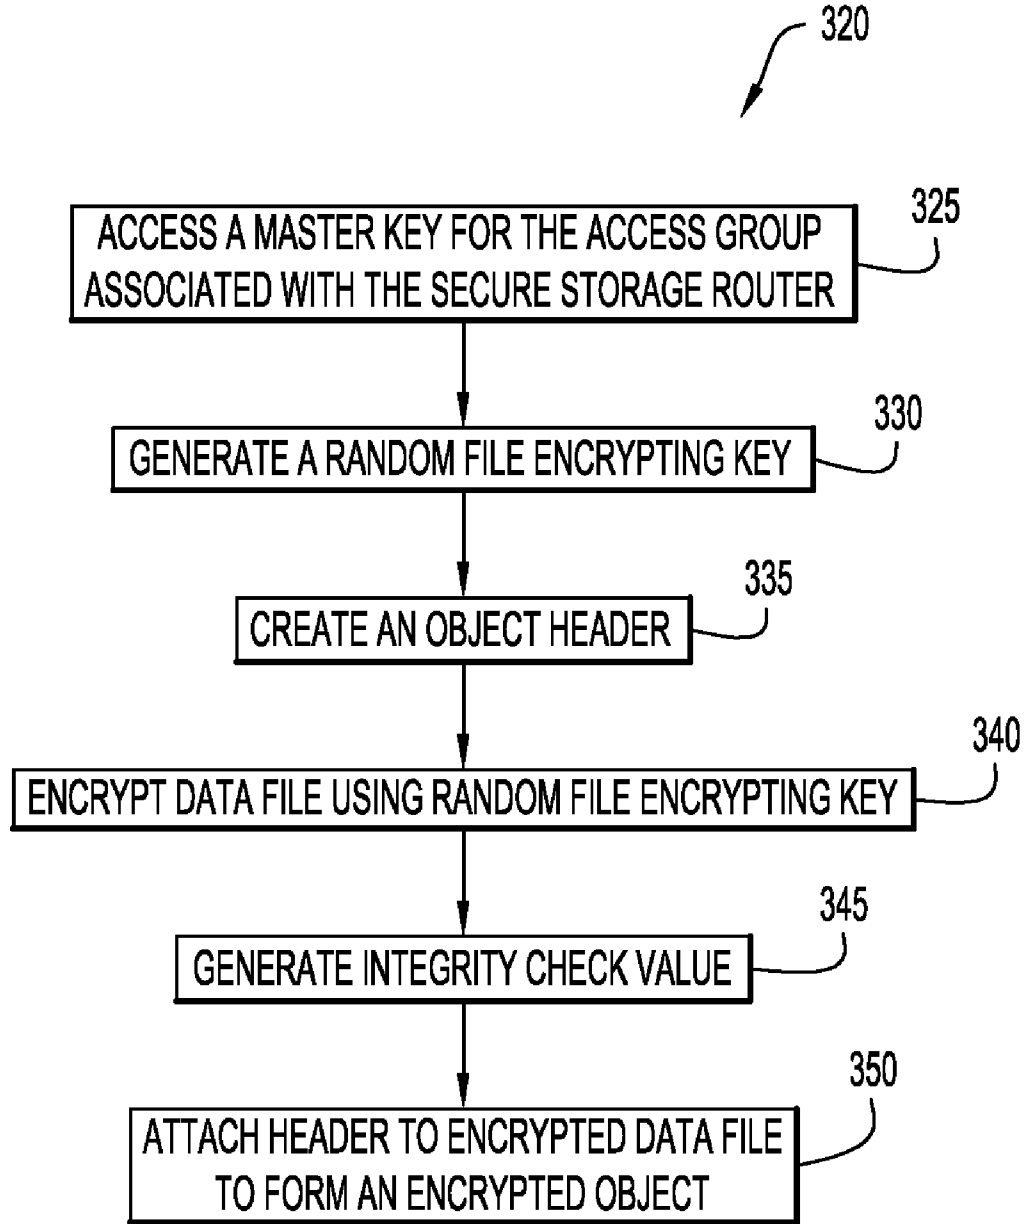 320
325
ACCESS A MASTER KEY FOR THE ACCESS GROUP
ASSOCIATED WITH THE SECURE STORAGE ROUTER
330
GENERATE A RANDOM FILE ENCRYPTING KEY
335
CREATE AN OBJECT HEADER
340
ENCRYPT DATA FILE USING RANDOM FILE ENCRYPTING KEY
345
GENERATE INTEGRITY CHECK VALUE
350
ATTACH HEADER TO ENCRYPTED DATA FILE
TO FORM AN ENCRYPTED OBJECT